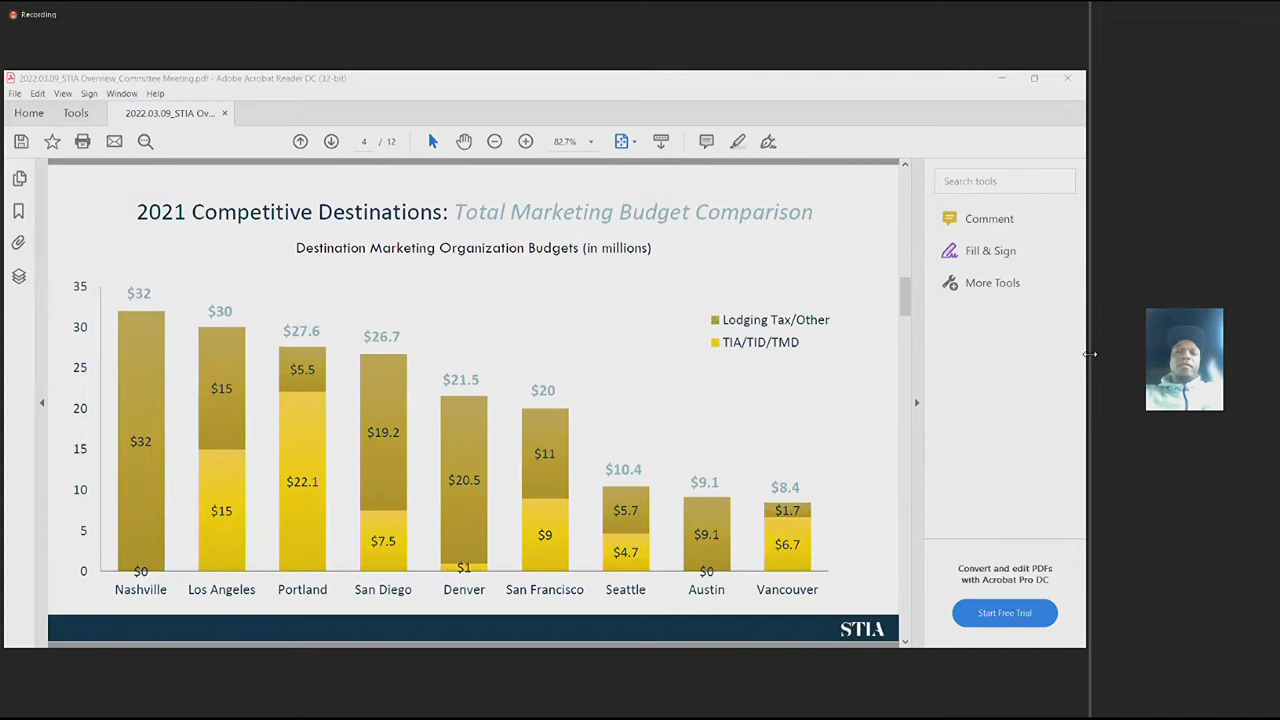 Recording
2022.03.09_STIA Overview_Committee Meeting.pdf - Adobe Acrobat Reader DC (32-bit)
File Edit View Sign Window Help
Home Tools 2022.03.09_STIA Ov... ×
4 / 12 82.7%
Search tools
Comment
Fill & Sign
More Tools
2021 Competitive Destinations: Total Marketing Budget Comparison
Destination Marketing Organization Budgets (in millions)
Lodging Tax/Other
TIA/TID/TMD
35
30
25
20
15
10
5
0
$32 $30 $27.6 $26.7 $21.5 $20 $10.4 $9.1 $8.4
$32 $15 $5.5 $19.2 $20.5 $11 $5.7 $9.1 $1.7
$0 $15 $22.1 $7.5 $1 $9 $4.7 $0 $6.7
Nashville Los Angeles Portland San Diego Denver San Francisco Seattle Austin Vancouver
STIA
Convert and edit PDFs
with Acrobat Pro DC
Start Free Trial